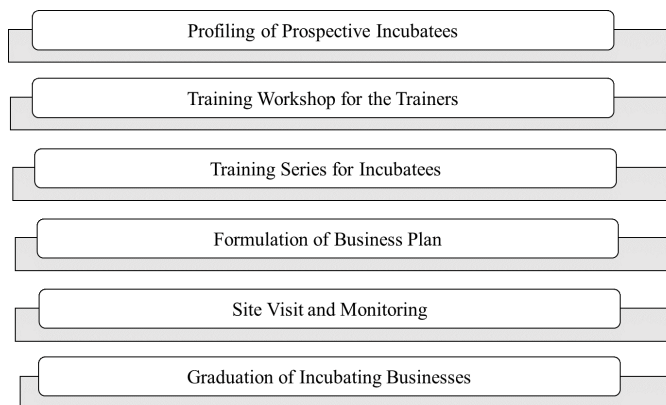 Profiling of Prospective Incubatees
Training Workshop for the Trainers
Training Series for Incubatees
Formulation of Business Plan
Site Visit and Monitoring
Graduation of Incubating Businesses